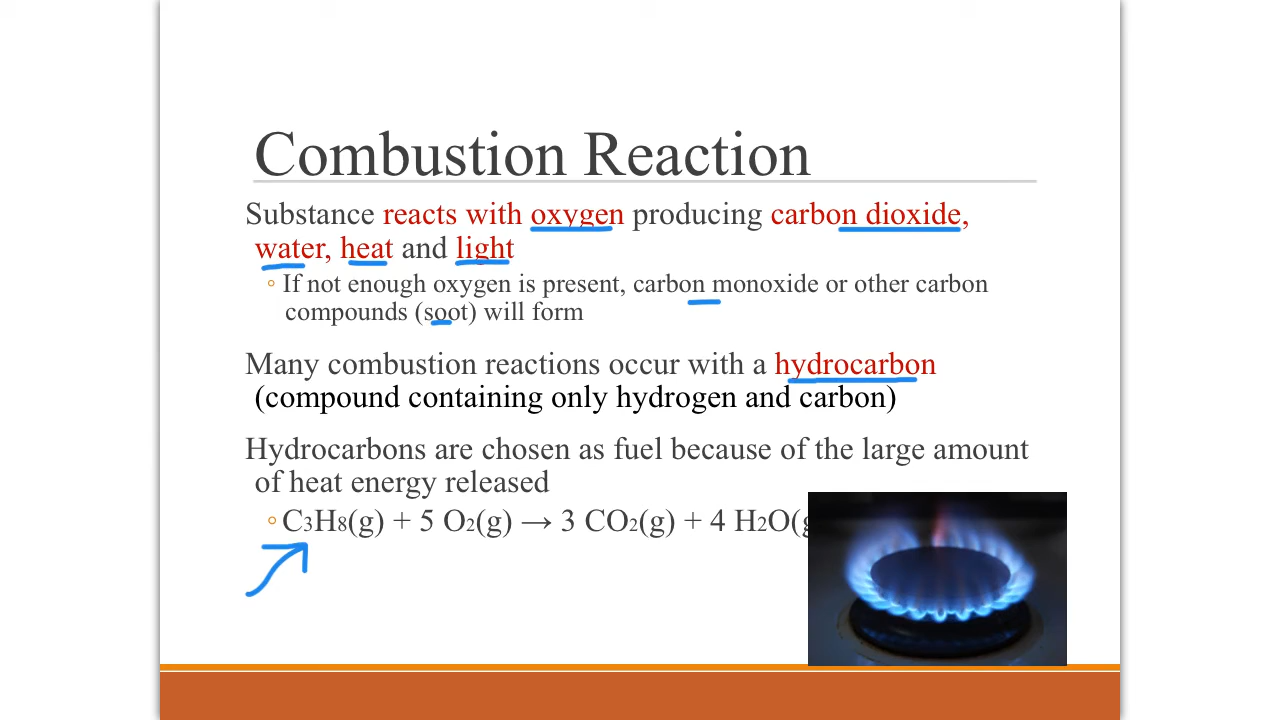 Combustion Reaction
Substance reacts with oxygen producing carbon dioxide,
water, heat and light
◦ If not enough oxygen is present, carbon monoxide or other carbon
compounds (soot) will form
Many combustion reactions occur with a hydrocarbon
(compound containing only hydrogen and carbon)
Hydrocarbons are chosen as fuel because of the large amount
of heat energy released
◦ C3H8(g) + 5 O2(g) → 3 CO2(g) + 4 H2O(g